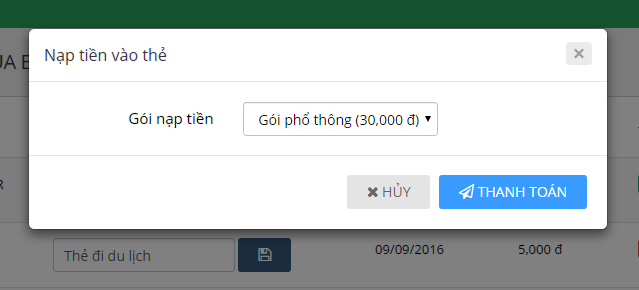 Nạp tiền vào thẻ
Gói nạp tiền
Gói phổ thông (30,000 đ)
HỦY
THANH TOÁN
Thẻ đi du lịch
09/09/2016
5,000 đ